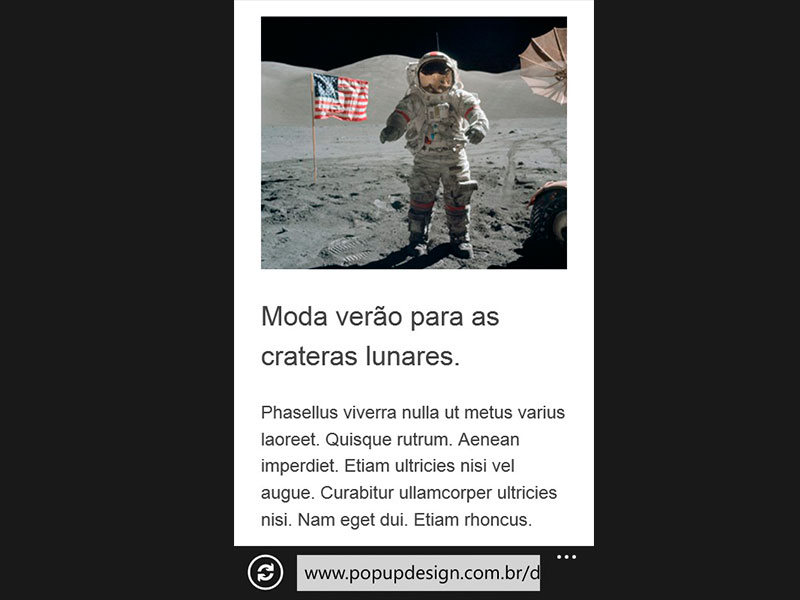 Moda verão para as
crateras lunares.
Phasellus viverra nulla ut metus varius
laoreet. Quisque rutrum. Aenean
imperdiet. Etiam ultricies nisi vel
augue. Curabitur ullamcorper ultricies
nisi. Nam eget dui. Etiam rhoncus.
www.popupdesign.com.br/d